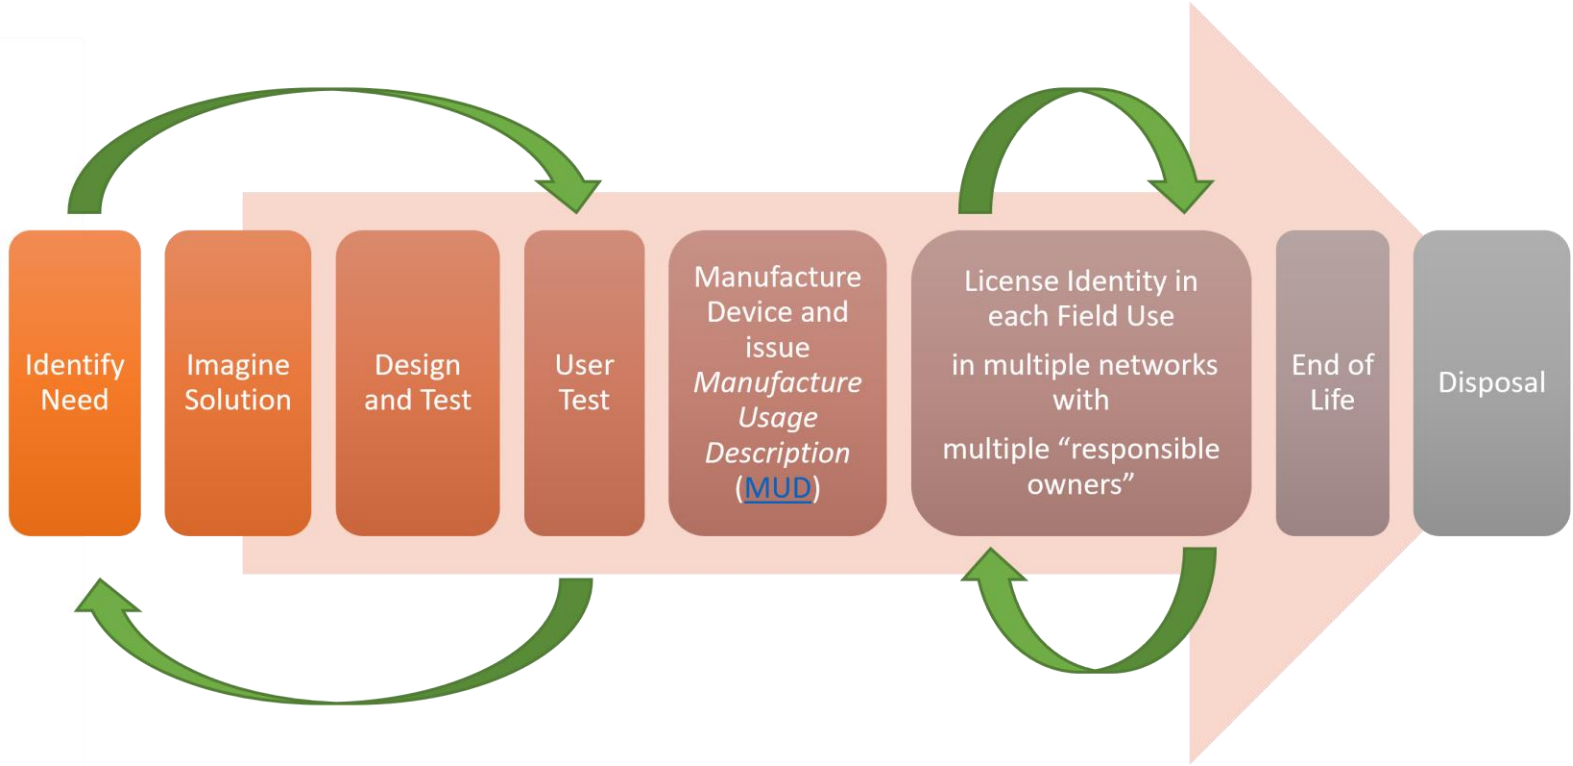 Identify
Need
Imagine
Solution
Design
and Test
User
Test
Manufacture
Device and
issue
Manufacture
Usage
Description
(MUD)
License Identity in
each Field Use
in multiple networks
with
multiple “responsible
owners”
End of
Life
Disposal